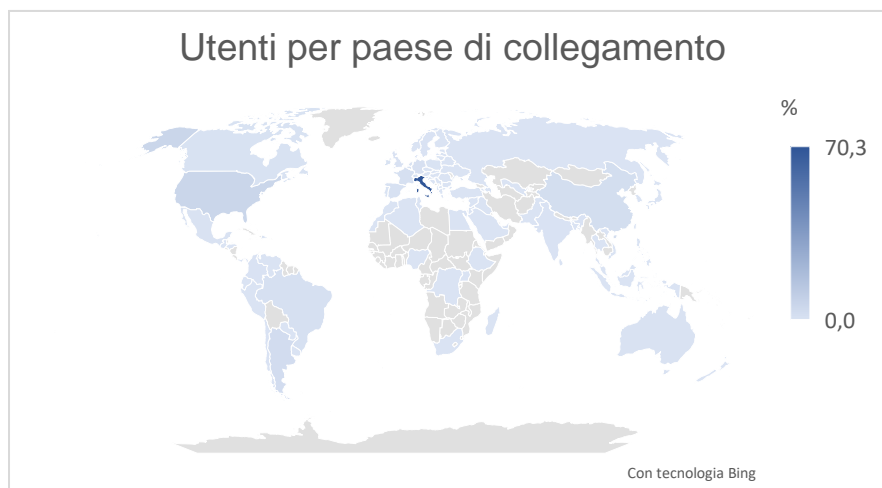 Utenti per paese di collegamento
%
70,3
0,0
Con tecnologia Bing